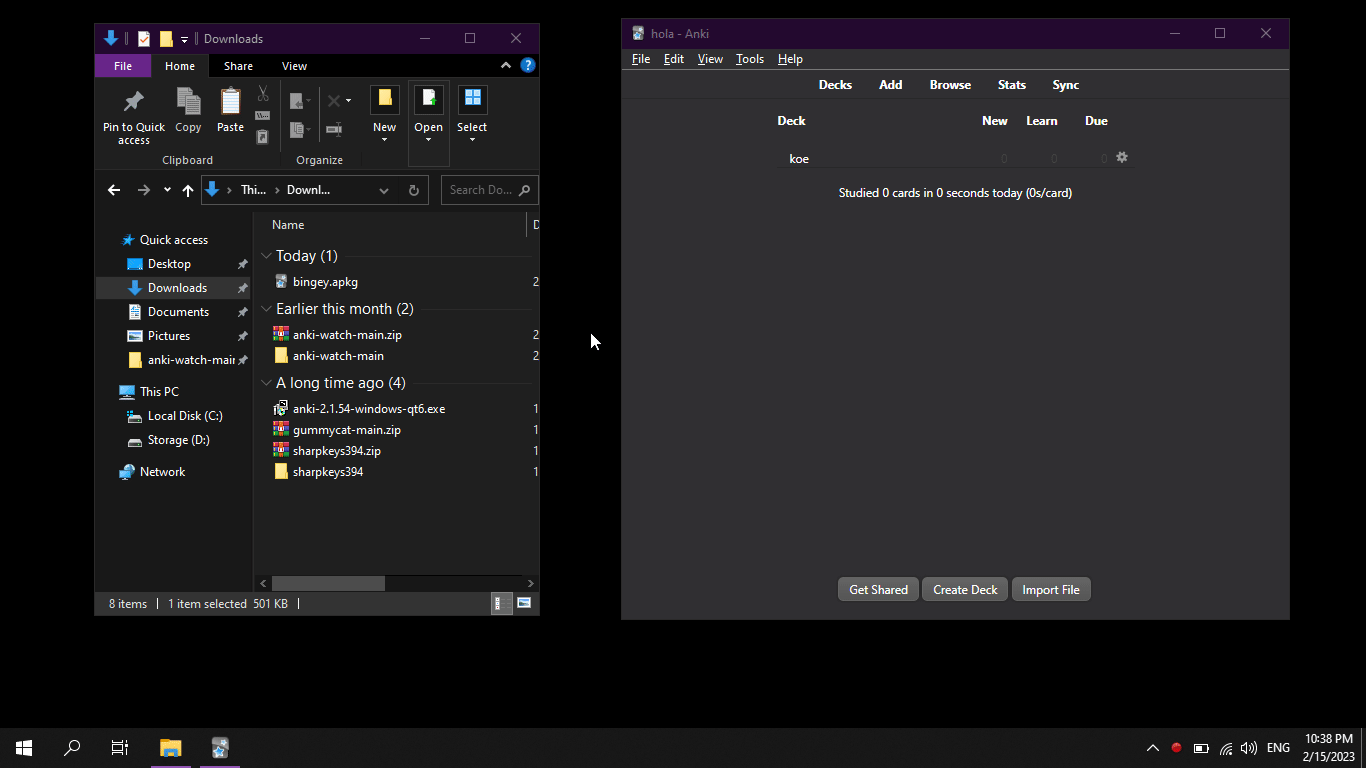 Downloads
File Home Share View
Pin to Quick access
Copy
Paste
New
Open
Select
Clipboard
Organize
Thi... Downl...
Search Do...
Quick access
Desktop
Downloads
Documents
Pictures
anki-watch-mair
This PC
Local Disk (C:)
Storage (D:)
Network
Name
Today (1)
bingey.apkg 2
Earlier this month (2)
anki-watch-main.zip 2
anki-watch-main 2
A long time ago (4)
anki-2.1.54-windows-qt6.exe 1
gummycat-main.zip 1
sharpkeys394.zip 1
sharpkeys394 1
8 items 1 item selected 501 KB
hola - Anki
File Edit View Tools Help
Decks Add Browse Stats Sync
Deck New Learn Due
koe 0 0 0
Studied 0 cards in 0 seconds today (0s/card)
Get Shared Create Deck Import File
ENG
10:38 PM
2/15/2023